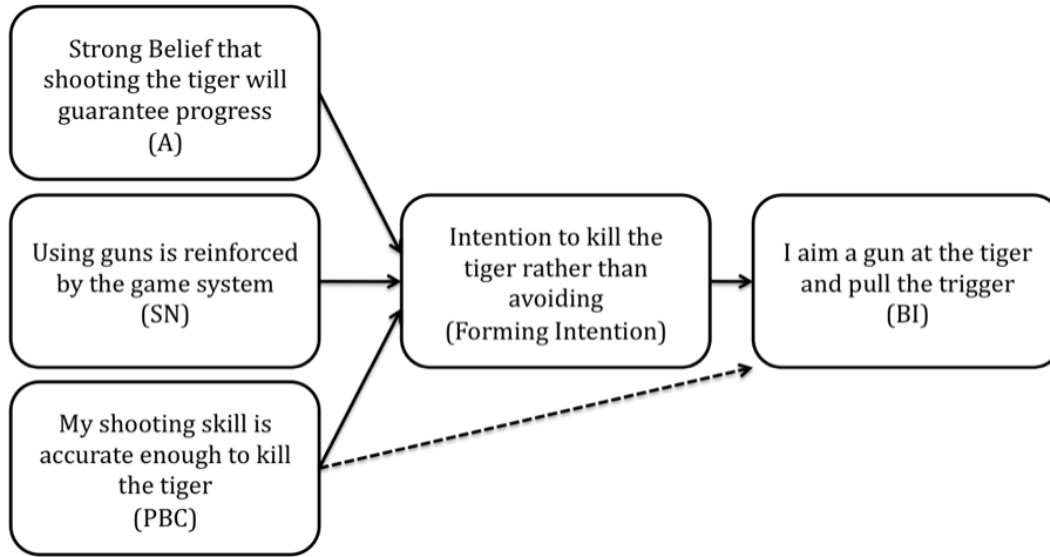 Strong Belief that
shooting the tiger will
guarantee progress
(A)
Using guns is reinforced
by the game system
(SN)
My shooting skill is
accurate enough to kill
the tiger
(PBC)
Intention to kill the
tiger rather than
avoiding
(Forming Intention)
I aim a gun at the tiger
and pull the trigger
(BI)